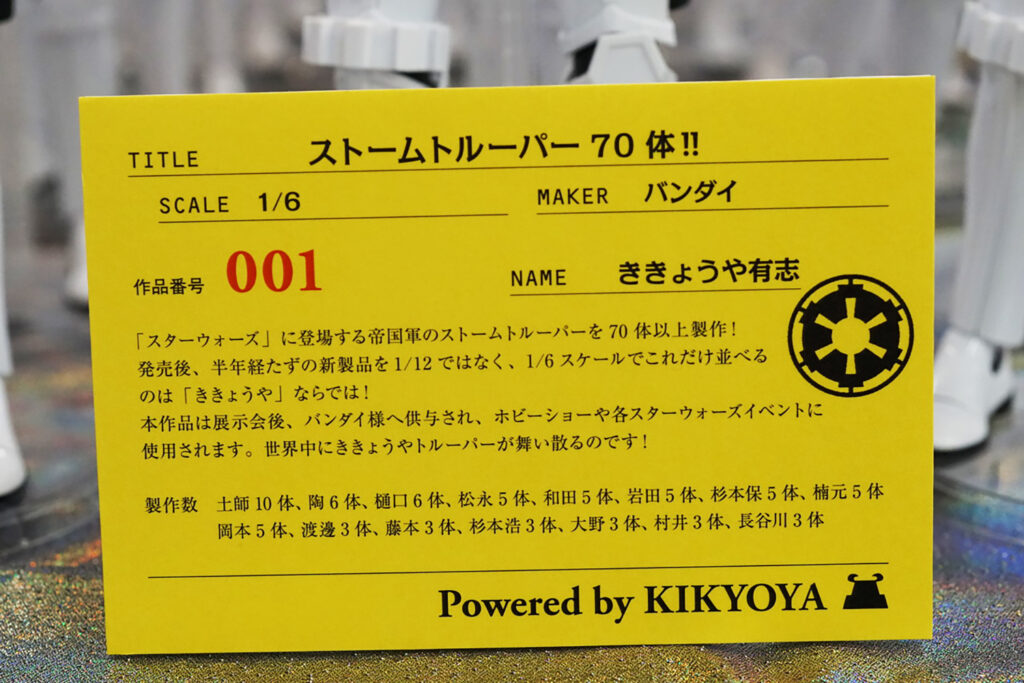 TITLE ストームトルーパー 70 体!!
SCALE 1/6 MAKER バンダイ
作品番号 001 NAME ききょうや有志
「スターウォーズ」に登場する帝国軍のストームトルーパーを 70 体以上製作！
発売後、半年経たずの新製品を 1/12 ではなく、1/6 スケールでこれだけ並べる
のは「ききょうや」ならでは！
本作品は展示会後、バンダイ様へ供与され、ホビーショーや各スターウォーズイベントに
使用されます。世界中にききょうやトルーパーが舞い散るのです！
製作数 土師 10 体、陶 6 体、樋口 6 体、松永 5 体、和田 5 体、岩田 5 体、杉本保 5 体、楠元 5 体
岡本 5 体、渡邊 3 体、藤本 3 体、杉本浩 3 体、大野 3 体、村井 3 体、長谷川 3 体
Powered by KIKYOYA